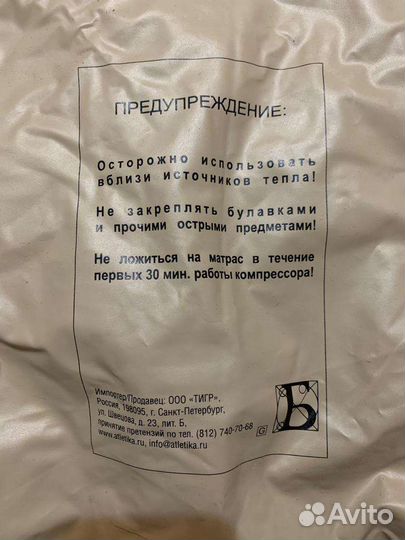 ПРЕДУПРЕЖДЕНИЕ:
Осторожно использовать
вблизи источников тепла!
Не закреплять булавками
и прочими острыми предметами!
Не ложиться на матрас в течение
первых 30 мин. работы компрессора!
Импортер/Продавец: ООО «ТИГР»,
Россия, 198095, г. Санкт-Петербург,
ул. Швецова, д. 23, лит. Б,
принятие претензий по тел. (812) 740-70-68
www.atletika.ru, info@atletika.ru
G
Б
Avito